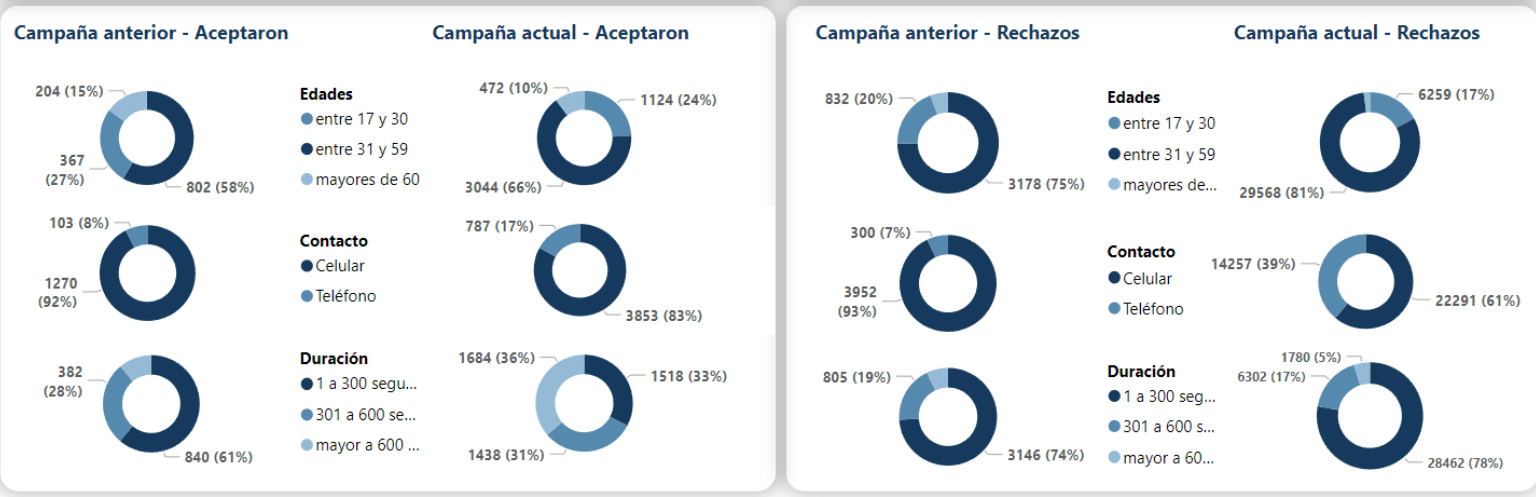 Campaña anterior - Aceptaron
Campaña actual - Aceptaron
204 (15%)
367
(27%)
802 (58%)
Edades
entre 17 y 30
entre 31 y 59
mayores de 60
472 (10%)
1124 (24%)
3044 (66%)
103 (8%)
1270
(92%)
Contacto
Celular
Teléfono
787 (17%)
3853 (83%)
382
(28%)
840 (61%)
Duración
1 a 300 segu...
301 a 600 se...
mayor a 600 ...
1684 (36%)
1518 (33%)
1438 (31%)
Campaña anterior - Rechazos
Campaña actual - Rechazos
832 (20%)
3178 (75%)
Edades
entre 17 y 30
entre 31 y 59
mayores de...
6259 (17%)
29568 (81%)
300 (7%)
3952
(93%)
Contacto
Celular
Teléfono
14257 (39%)
22291 (61%)
805 (19%)
3146 (74%)
Duración
1 a 300 seg...
301 a 600 s...
mayor a 60...
1780 (5%)
6302 (17%)
28462 (78%)